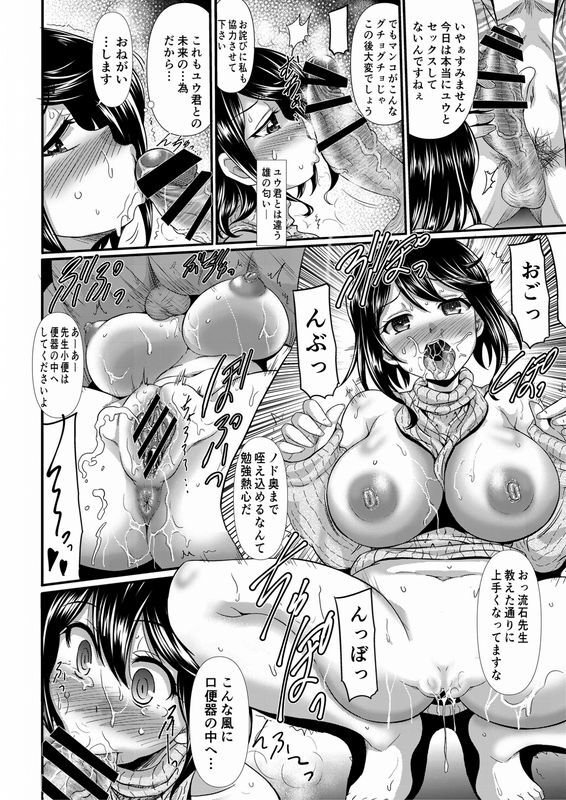 いやぁすみません
今日は本当にユウと
セックスして
ないんですねぇ
でもマンコがこんな
グチョグチョじゃ
この後大変でしょう
お詫びに私も
協力させて
下さい
ユウ君とは違う
雄の匂い―
これもユウ君との
未来の…為
だから…
おねがい
…します
おごっ
んぶっ
あーあー
先生小便は
便器の中へ
してくださいよ
ノド奥まで
咥え込めるなんて
勉強熱心だ
おっ流石先生
教えた通りに
上手くなってますな
んっぽっ
こんな風に
口便器の中へ…